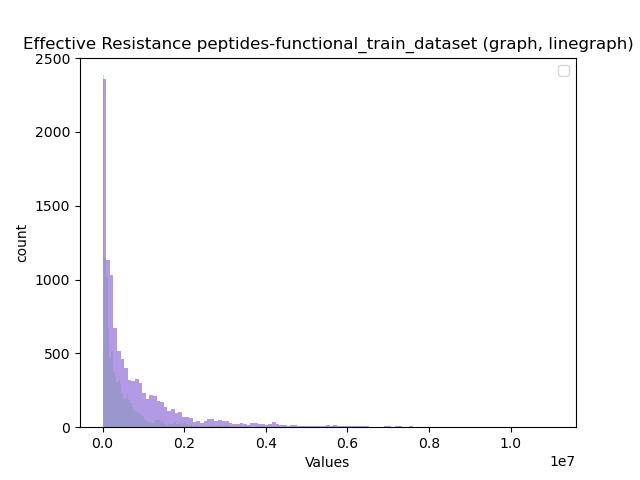 Effective Resistance peptides-functional_train_dataset (graph, linegraph)
2500
2000
1500
1000
500
0
count
0.0 0.2 0.4 0.6 0.8 1.0
1e7
Values